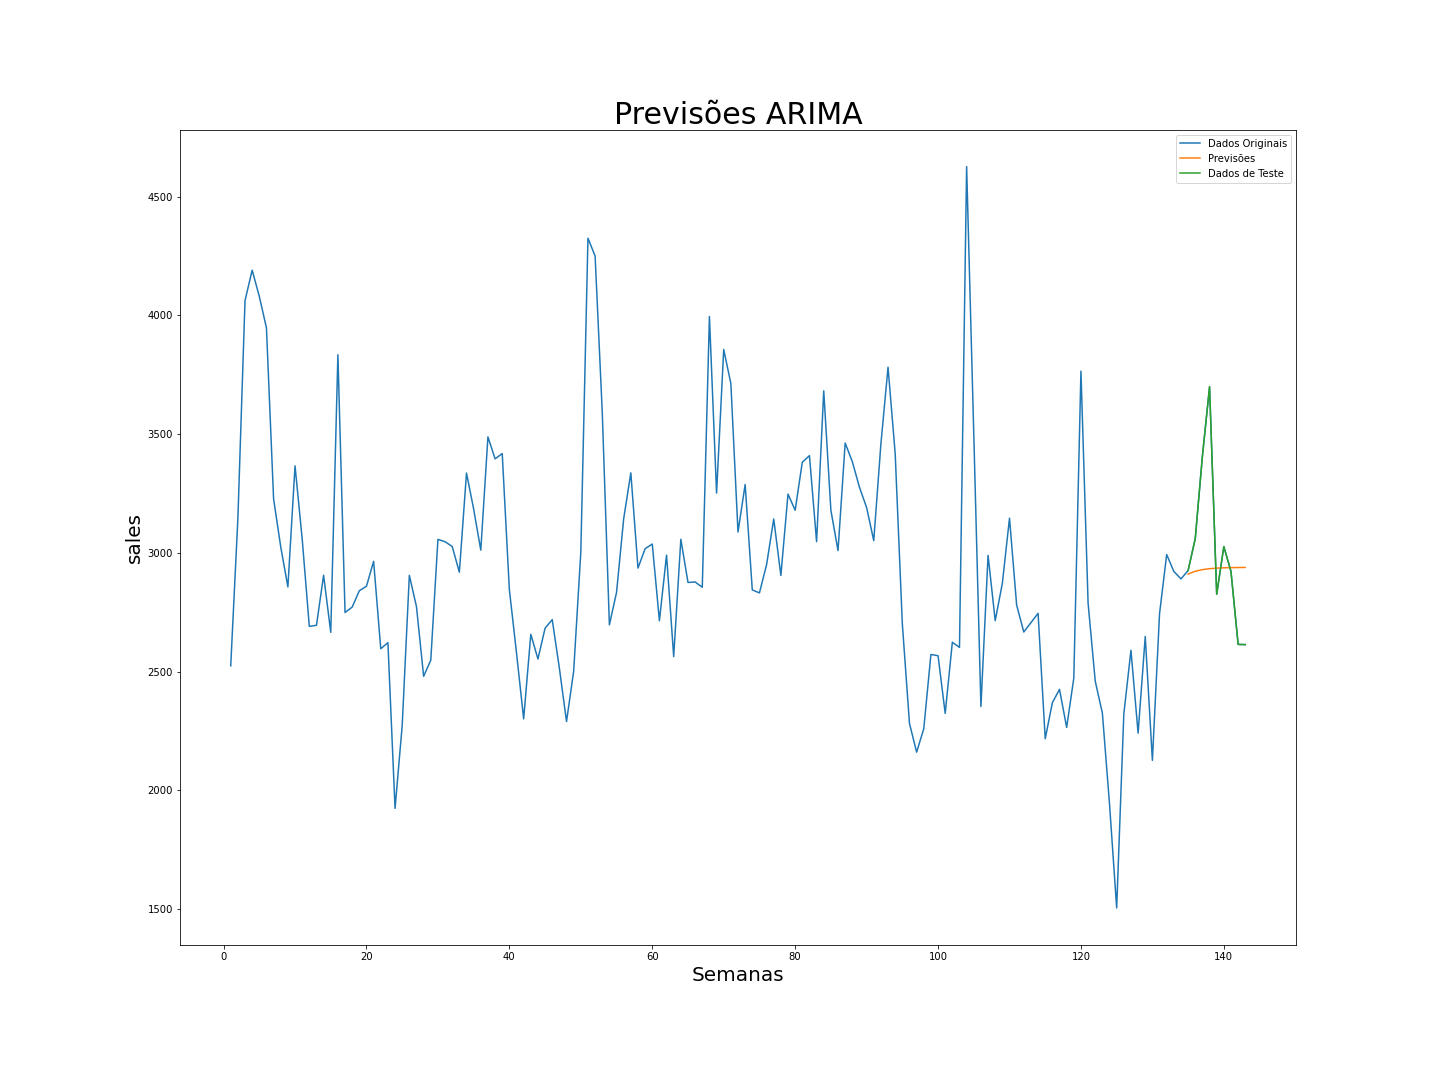 Previsões ARIMA
Dados Originais
Previsões
Dados de Teste
sales
4500
4000
3500
3000
2500
2000
1500
0 20 40 60 80 100 120 140
Semanas